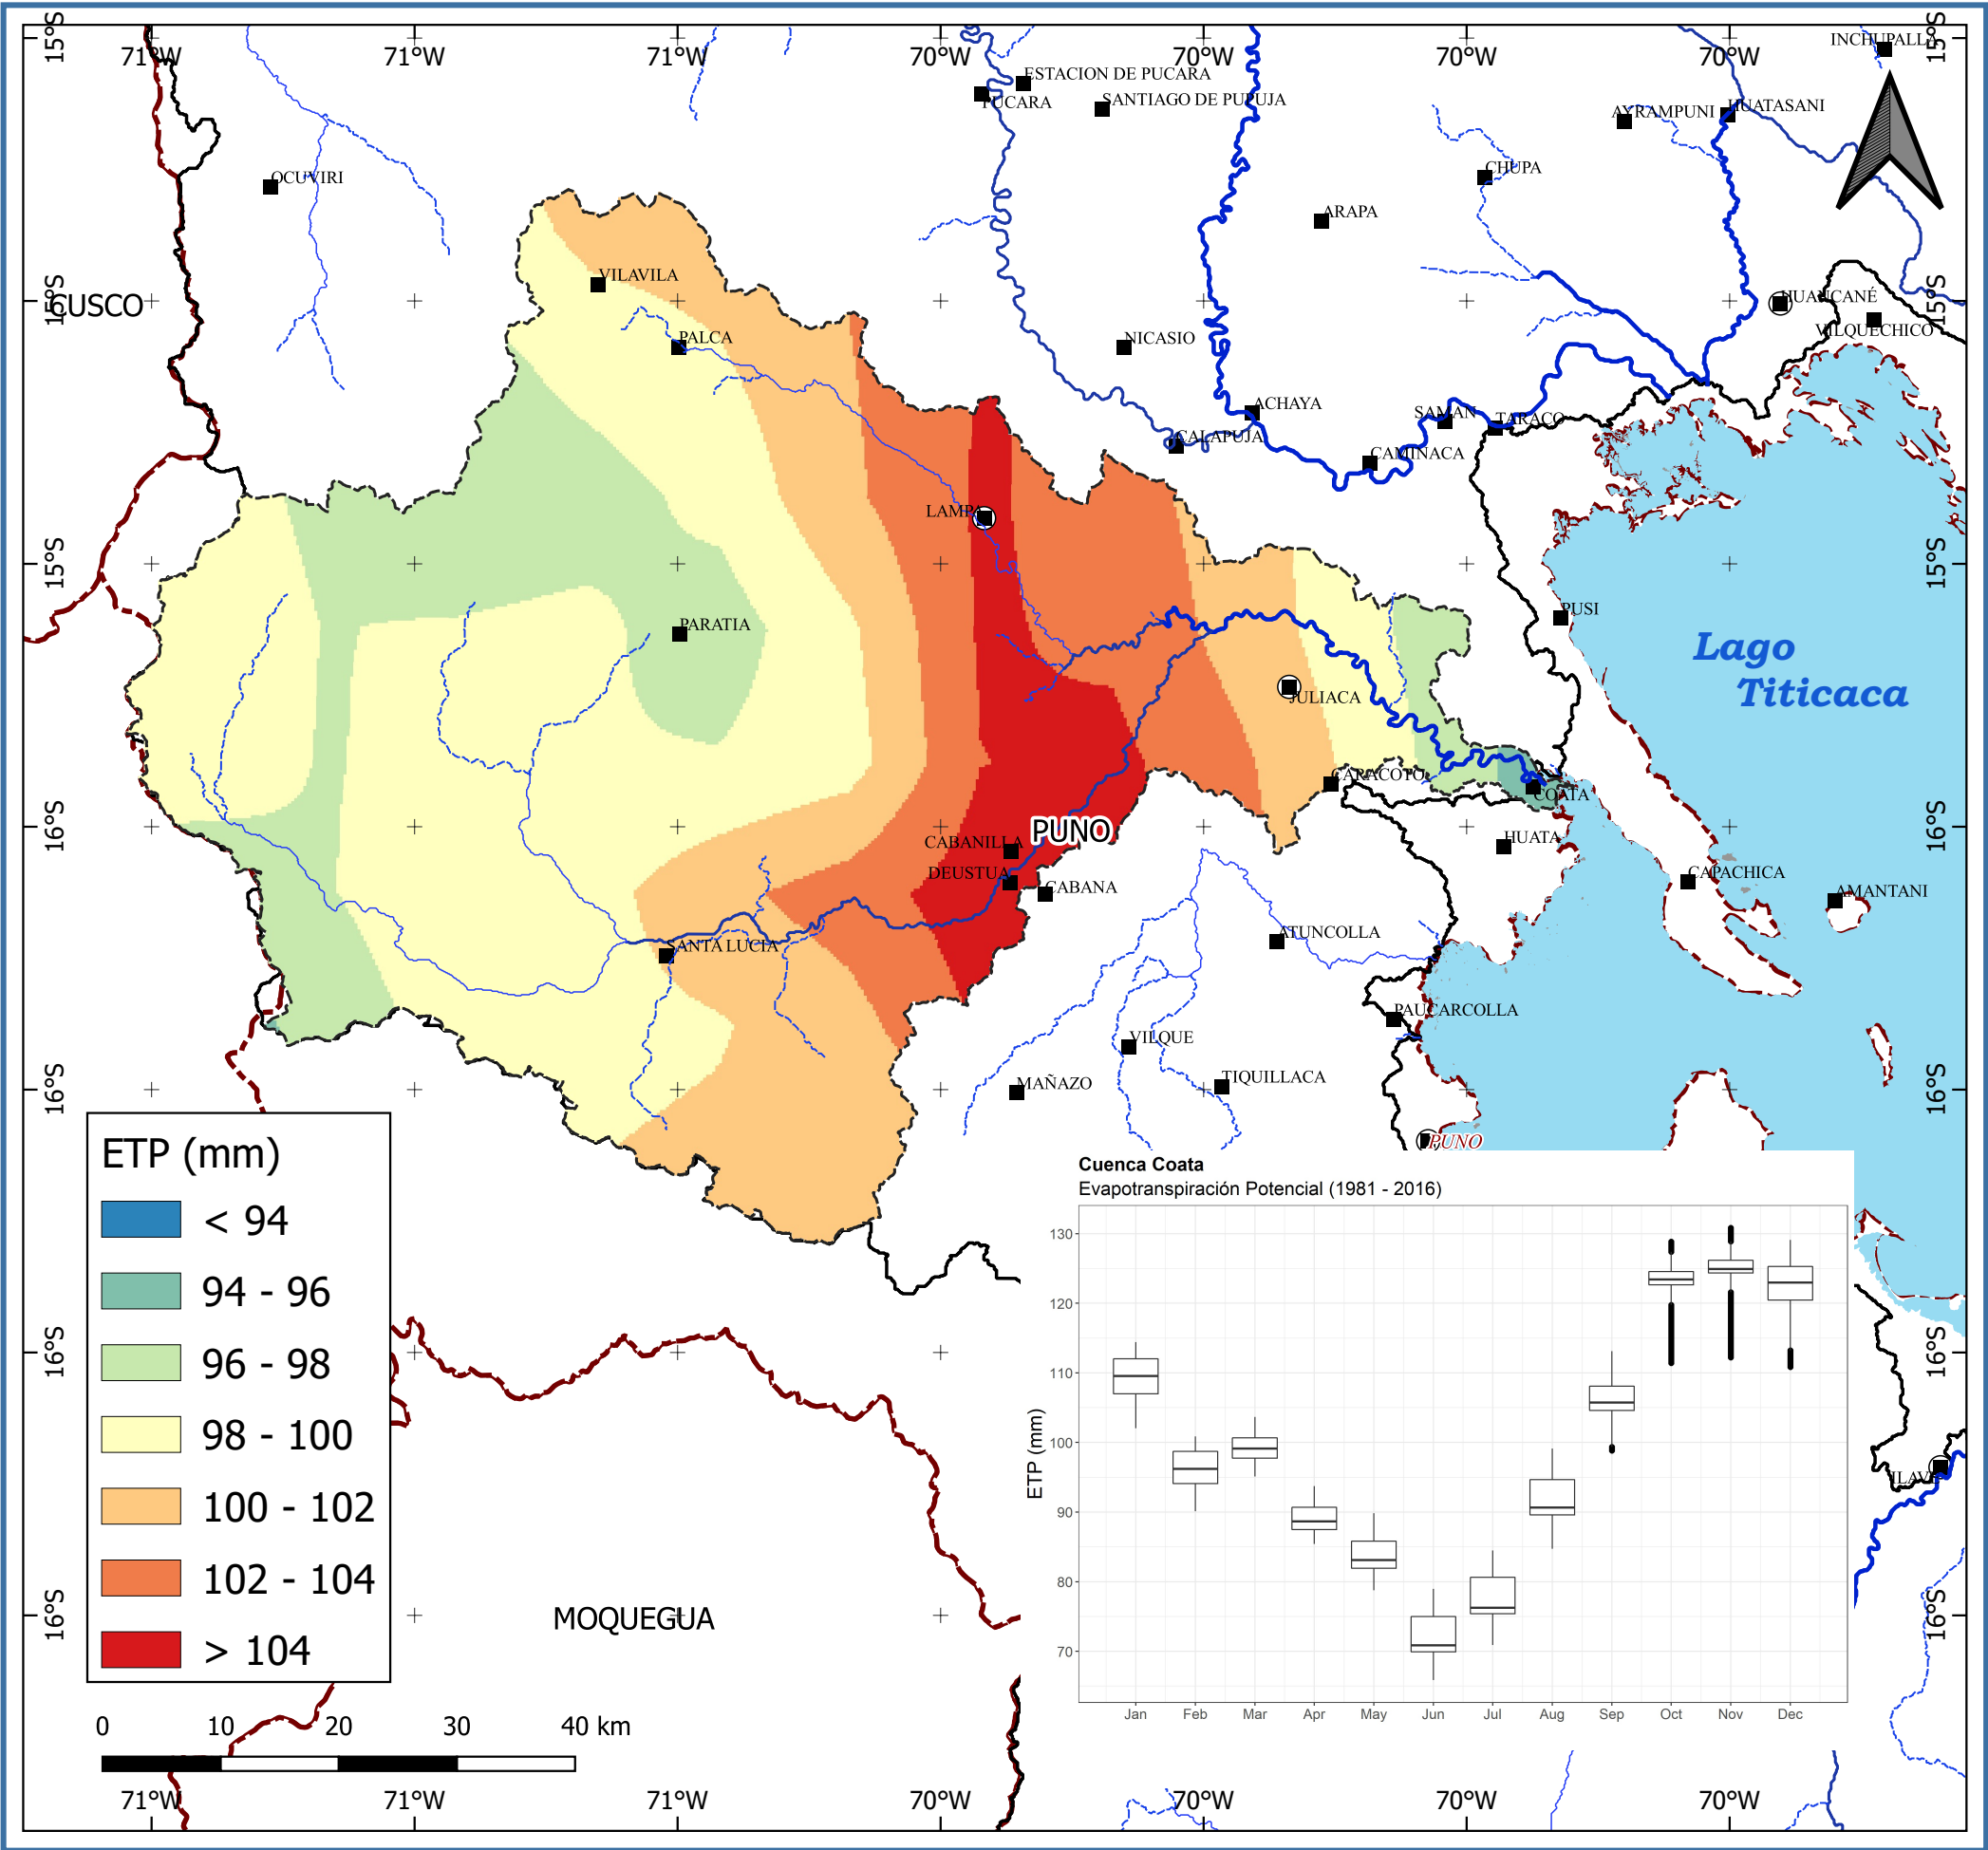 71°W 71°W 71°W 70°W 70°W 70°W 70°W
15°S
15°S
INCHUPALLA
ESTACION DE PUCARA
PUCARA
SANTIAGO DE PUPUJA
AYRAMPUNI
HUATASANI
OCUVIRI
CHUPA
ARAPA
VILAVILA
15°S
CUSCO
HUANCANÉ
15°S
VILQUECHICO
PALCA
NICASIO
ACHAYA
SAMAN
TARACO
CALAPUJA
CAMINACA
LAMPA
15°S
15°S
PUSI
PARATIA
Lago
Titicaca
JULIACA
CARACOTO
COATA
16°S
16°S
PUNO
HUATA
CABANILLA
DEUSTUA
CABANA
CAPACHICA
AMANTANI
SANTA LUCIA
ATUNCOLLA
PAUCARCOLLA
VILQUE
MAÑAZO
TIQUILLACA
16°S
16°S
PUNO
ETP (mm)
< 94
94 - 96
96 - 98
98 - 100
100 - 102
102 - 104
> 104
Cuenca Coata
Evapotranspiración Potencial (1981 - 2016)
130
120
110
100
90
80
70
ETP (mm)
Jan Feb Mar Apr May Jun Jul Aug Sep Oct Nov Dec
16°S
16°S
ILAVE
16°S
16°S
MOQUEGUA
0 10 20 30 40 km
71°W 71°W 71°W 70°W 70°W 70°W 70°W